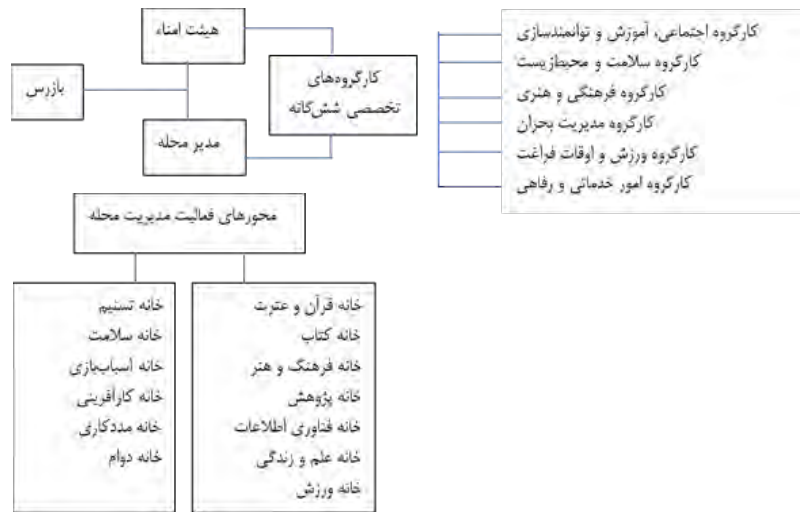 هیئت امناء
بازرس
کارگروه‌های
تخصصی شش‌گانه
مدیر محله
کارگروه اجتماعی، آموزش و توانمندسازی
کارگروه سلامت و محیط‌زیست
کارگروه فرهنگی و هنری
کارگروه مدیریت بحران
کارگروه ورزش و اوقات فراغت
کارگروه امور خدماتی و رفاهی
محورهای فعالیت مدیریت محله
خانه قرآن و عترت
خانه کتاب
خانه فرهنگ و هنر
خانه پژوهش
خانه فناوری اطلاعات
خانه علم و زندگی
خانه ورزش
خانه تسنیم
خانه سلامت
خانه اسباب‌بازی
خانه کارآفرینی
خانه مددکاری
خانه دوام